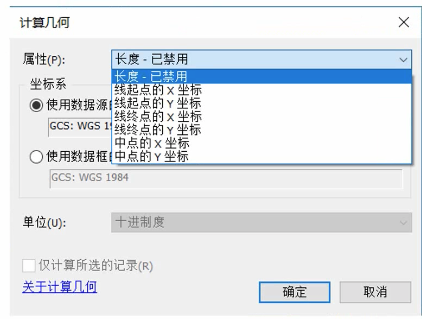 计算几何
属性(P):
长度 - 已禁用
长度 - 已禁用
线起点的 X 坐标
线起点的 Y 坐标
线终点的 X 坐标
线终点的 Y 坐标
中点的 X 坐标
中点的 Y 坐标
坐标系
使用数据源的
GCS: WGS 1
使用数据框的
GCS: WGS 1984
单位(U):
十进制度
仅计算所选的记录(R)
关于计算几何
确定
取消